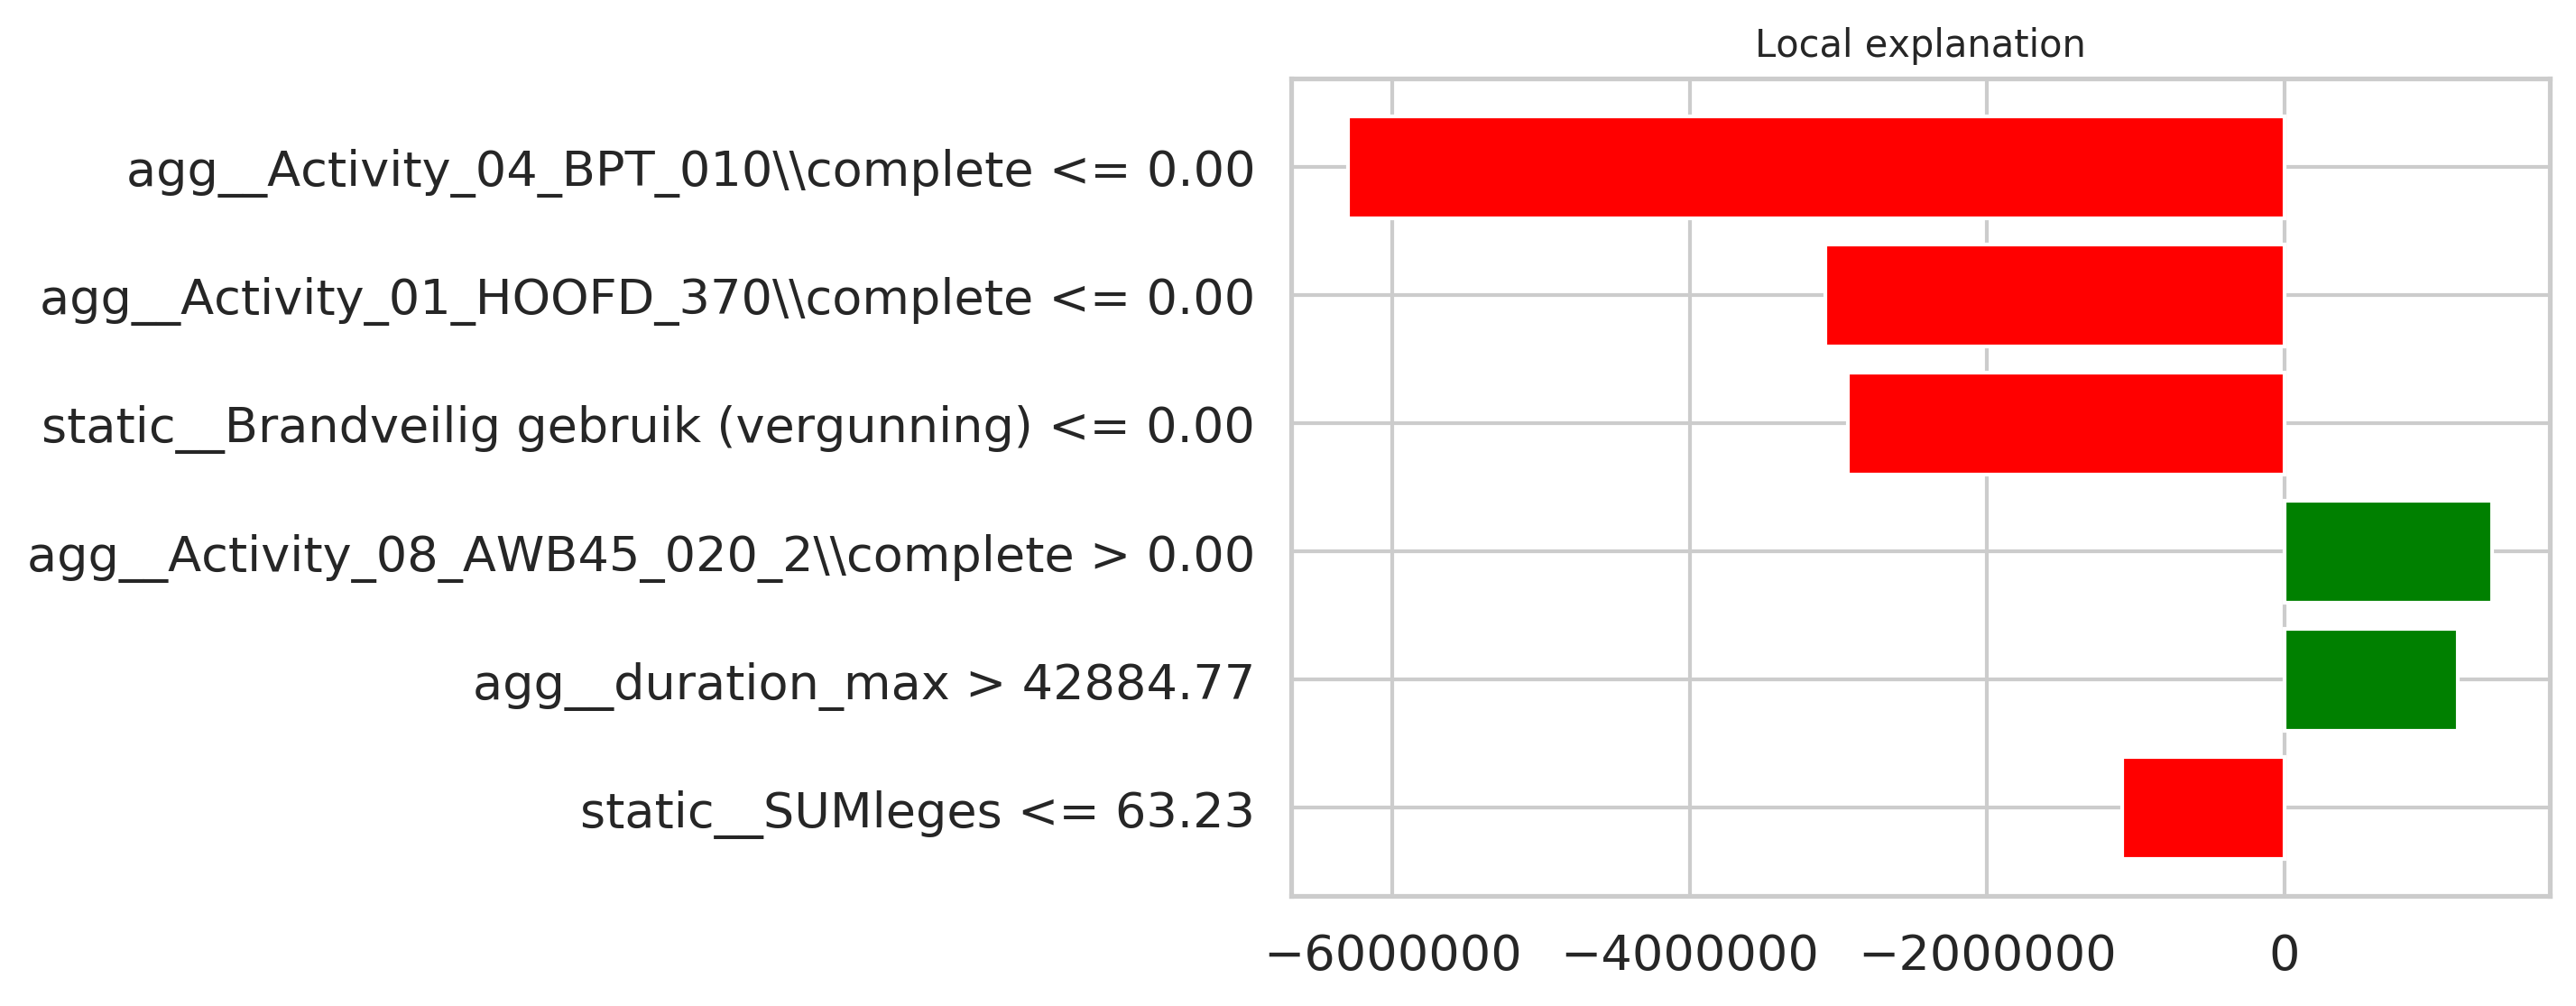 Local explanation
agg__Activity_04_BPT_010\\complete <= 0.00
agg__Activity_01_HOOFD_370\\complete <= 0.00
static__Brandveilig gebruik (vergunning) <= 0.00
agg__Activity_08_AWB45_020_2\\complete > 0.00
agg__duration_max > 42884.77
static__SUMleges <= 63.23
−6000000 −4000000 −2000000 0